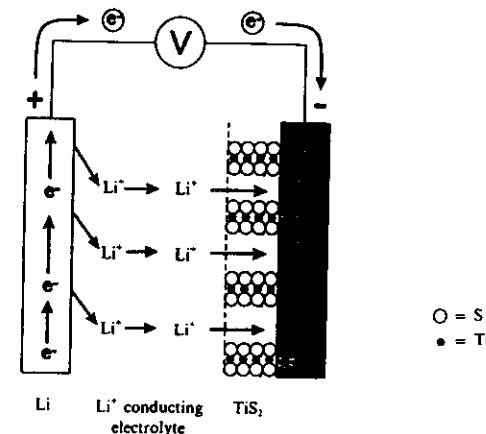 e⁻ e⁻
V
+ -
e⁻
Li⁺ Li⁺
e⁻
Li⁺ Li⁺
e⁻
Li⁺ Li⁺
e⁻
○ = S
● = Ti
Li Li⁺ conducting TiS₂
electrolyte